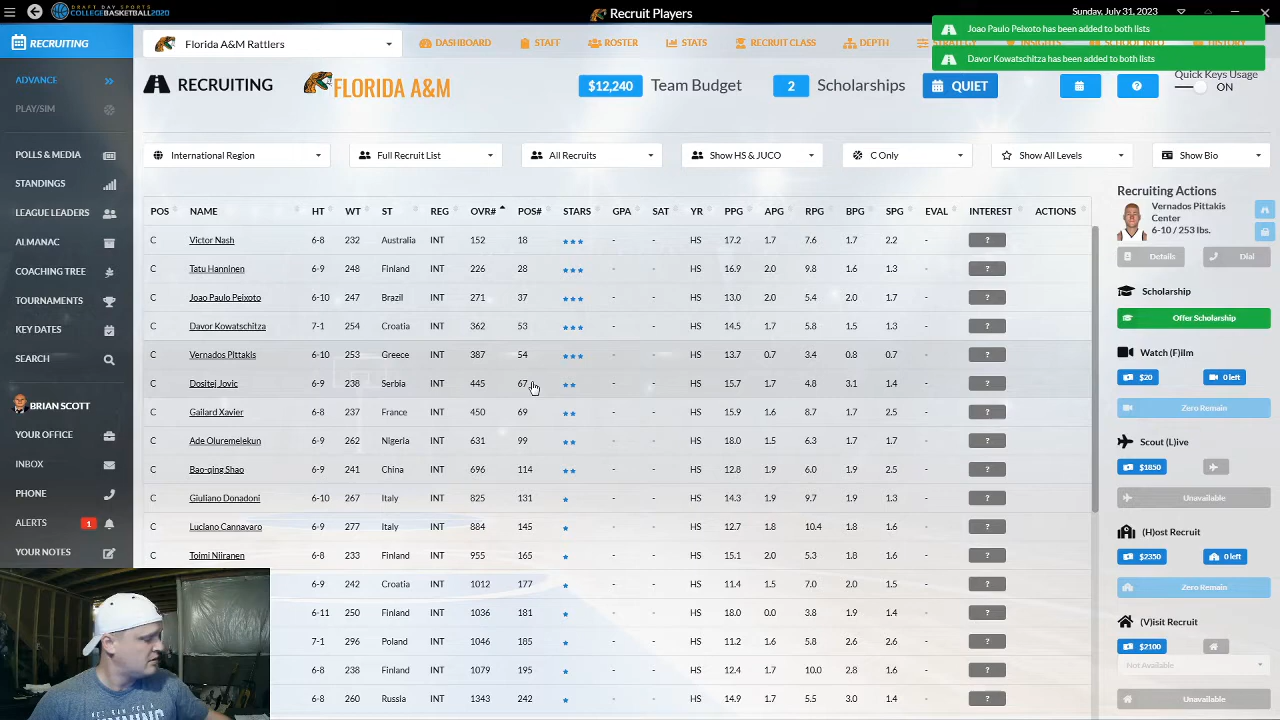 DRAFT DAY SPORTS
COLLEGE BASKETBALL 2020
Recruit Players
Sunday, July 31, 2023
Joao Paulo Peixoto has been added to both lists
Davor Kowatschitza has been added to both lists
RECRUITING
Florida A&M Rattlers
DASHBOARD STAFF ROSTER STATS RECRUIT CLASS DEPTH
ADVANCE
PLAY/SIM
POLLS & MEDIA
STANDINGS
LEAGUE LEADERS
ALMANAC
COACHING TREE
TOURNAMENTS
KEY DATES
SEARCH
BRIAN SCOTT
YOUR OFFICE
INBOX
PHONE
ALERTS 1
YOUR NOTES
RECRUITING FLORIDA A&M $12,240 Team Budget 2 Scholarships QUIET
Quick Keys Usage
ON
International Region Full Recruit List All Recruits Show HS & JUCO C Only Show All Levels Show Bio
POS NAME HT WT ST REG OVR# POS# STARS GPA SAT YR PPG APG RPG BPG SPG EVAL INTEREST ACTIONS
C Victor Nash 6-8 232 Australia INT 152 18 - - HS 17.2 1.7 1.7 2.2 - ?
C Tatu Hanninen 6-9 248 Finland INT 226 28 - - HS 16.9 2.0 9.8 1.6 1.3 - ?
C Joao Paulo Peixoto 6-10 247 Brazil INT 271 37 - - HS 13.0 2.0 5.4 2.0 1.7 - ?
C Davor Kowatschitza 7-1 254 Croatia INT 362 - - HS 14.5 1.7 5.8 1.5 1.3 - ?
C Vernados Pittakis 6-10 253 Greece INT 387 54 - - HS 13.7 0.7 3.4 0.8 0.7 - ?
C Dositej Jovic 6-9 238 Serbia INT 445 67 - - HS 1.7 4.8 3.1 1.4 - ?
C Gailard Xavier 6-8 237 France INT 69 - - HS 15.9 1.6 8.7 1.7 2.5 - ?
C Ade Oluremelekun 6-9 262 Nigeria INT 631 99 - - HS 18.0 1.5 6.3 1.7 1.7 - ?
C Bao-qing Shao 6-9 241 China INT 696 114 - - HS 12.8 1.9 1.9 - ?
C Giuliano Donadoni 6-10 267 Italy INT 825 131 - - HS 1.9 9.7 1.9 1.3 - ?
C Luciano Cannavaro 6-9 277 Italy INT 884 145 - - HS 12.7 1.8 10.4 1.8 1.6 - ?
C Toimi Niiranen 6-8 233 Finland INT 955 165 - - HS 15.1 2.0 5.3 1.8 1.6 - ?
6-9 242 Croatia INT 1012 177 - - HS 11.4 1.5 7.0 2.0 1.5 - ?
6-11 250 Finland INT 1036 181 - - HS 18.0 0.0 3.8 1.9 1.4 - ?
7-1 296 Poland INT 1046 185 - - HS 11.2 1.6 5.8 2.6 1.6 - ?
6-8 238 Finland INT 1079 195 - - HS 1.7 2.8 1.6 - ?
6-8 260 Russia INT 1343 242 - - HS 1.7 5.5 3.0 1.4 - ?
Recruiting Actions
Vernados Pittakis
Center
6-10 / 253 lbs.
Details Dial
Scholarship
Offer Scholarship
Watch (F)ilm
$20 0 left
Zero Remain
Scout (L)ive
$1850
Unavailable
(H)ost Recruit
$2350 0 left
Zero Remain
(V)isit Recruit
$2100
Not Available
Unavailable